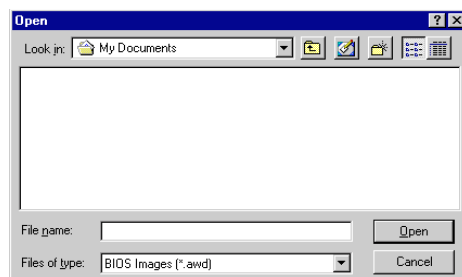 Open
Look in: My Documents
File name: Open
Files of type: BIOS Images (*.awd) Cancel